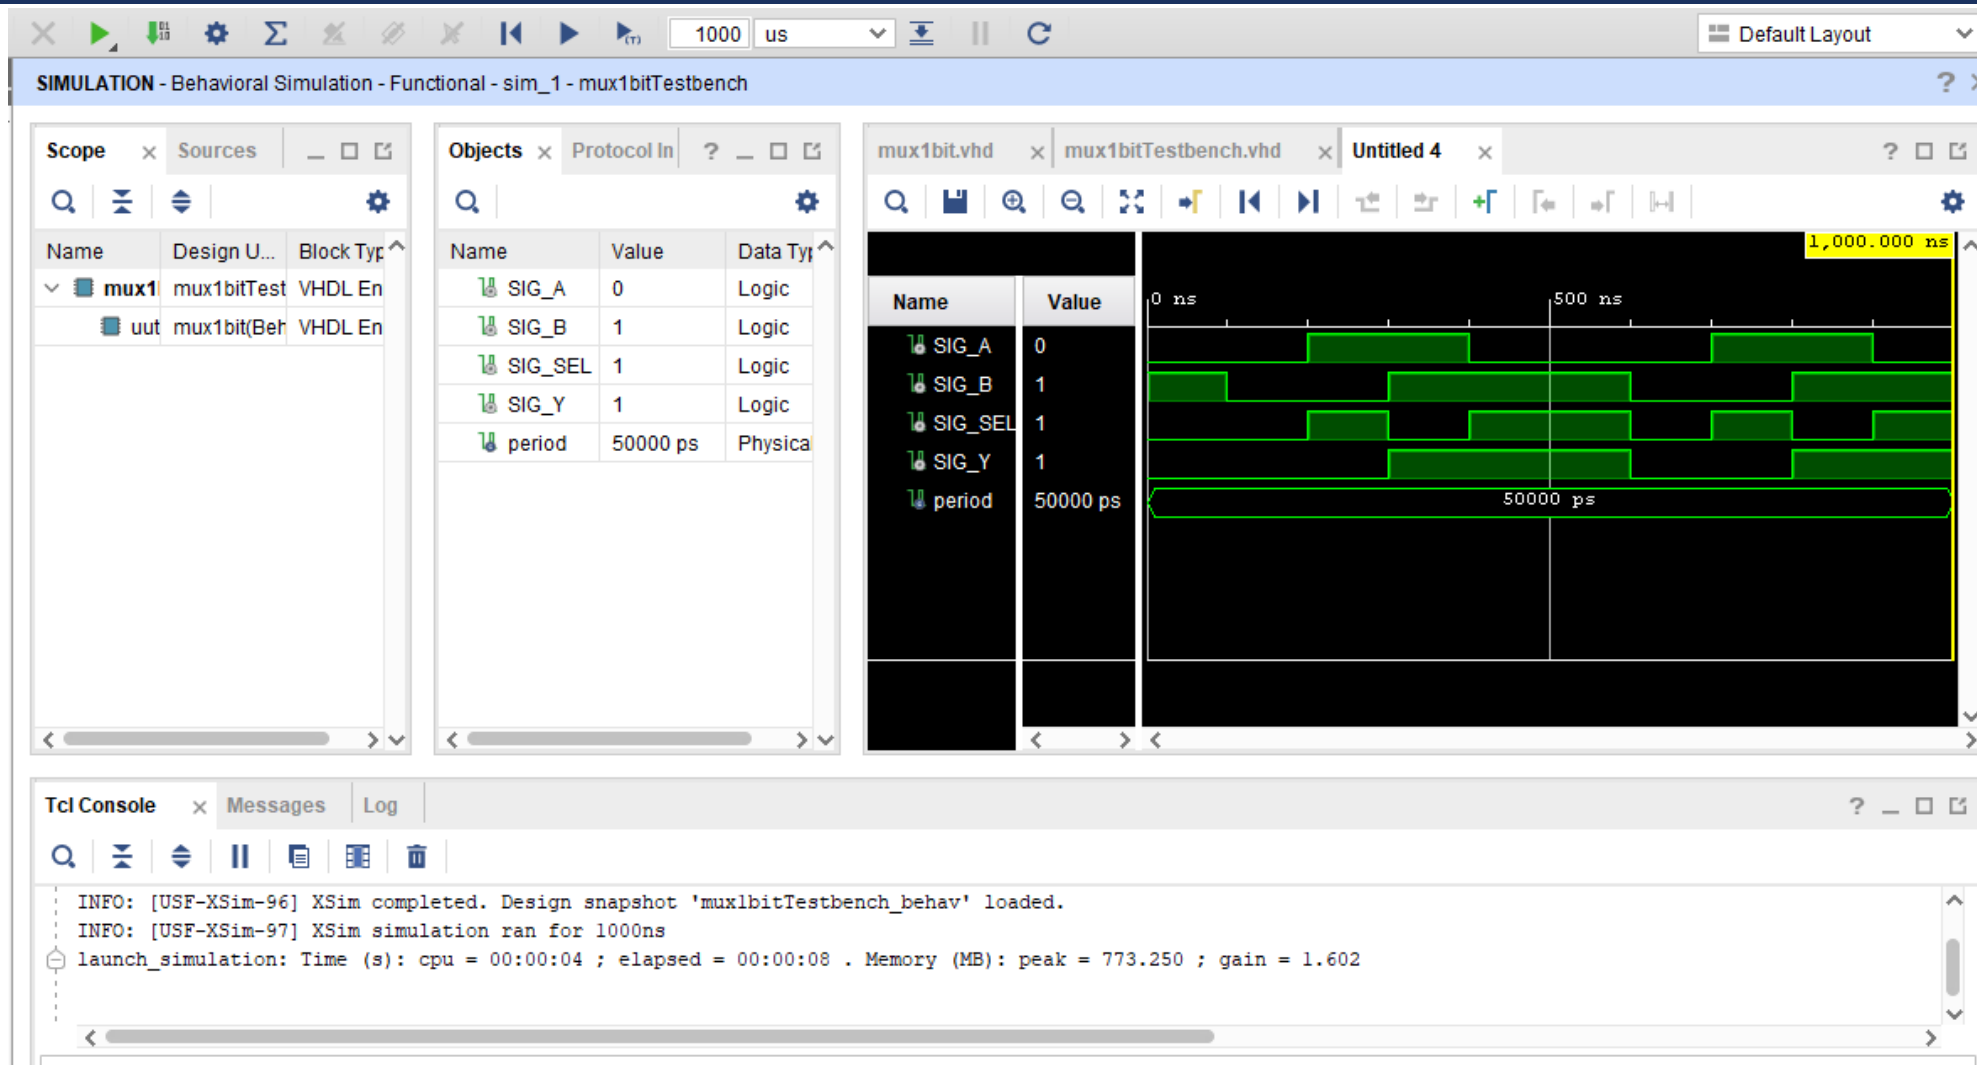 1000 us
Default Layout
SIMULATION - Behavioral Simulation - Functional - sim_1 - mux1bitTestbench
?
Scope Sources
Name Design U... Block Typ
mux1 mux1bitTest VHDL En
uut mux1bit(Beh VHDL En
Objects Protocol In ?
Name Value Data Typ
SIG_A 0 Logic
SIG_B 1 Logic
SIG_SEL 1 Logic
SIG_Y 1 Logic
period 50000 ps Physica
mux1bit.vhd mux1bitTestbench.vhd Untitled 4 ?
1,000.000 ns
Name Value 0 ns 500 ns
SIG_A 0
SIG_B 1
SIG_SEL 1
SIG_Y 1
period 50000 ps 50000 ps
Tcl Console Messages Log ?
INFO: [USF-XSim-96] XSim completed. Design snapshot 'mux1bitTestbench_behav' loaded.
INFO: [USF-XSim-97] XSim simulation ran for 1000ns
launch_simulation: Time (s): cpu = 00:00:04 ; elapsed = 00:00:08 . Memory (MB): peak = 773.250 ; gain = 1.602